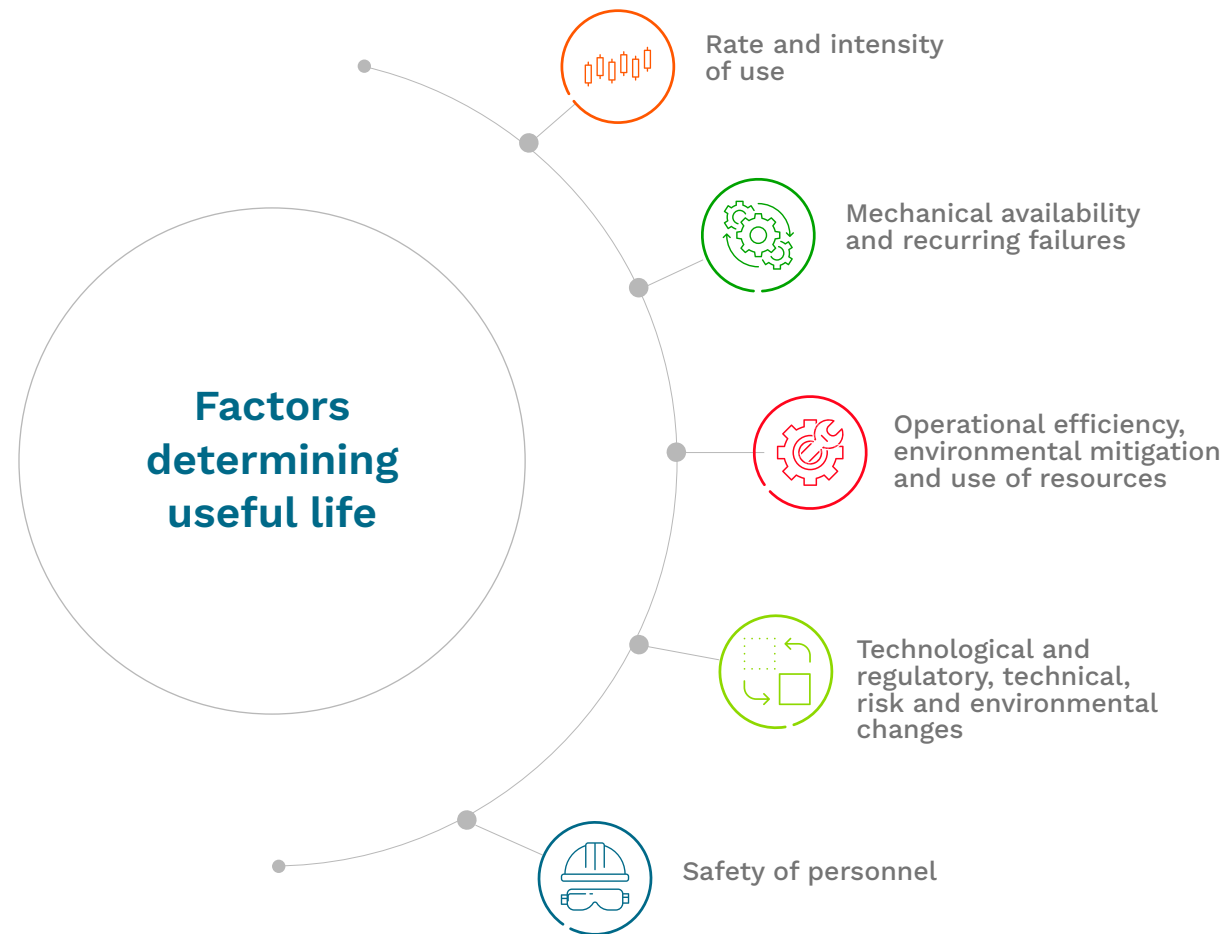 Rate and intensity
of use
Mechanical availability
and recurring failures
Factors
determining
useful life
Operational efficiency,
environmental mitigation
and use of resources
Technological and
regulatory, technical,
risk and environmental
changes
Safety of personnel